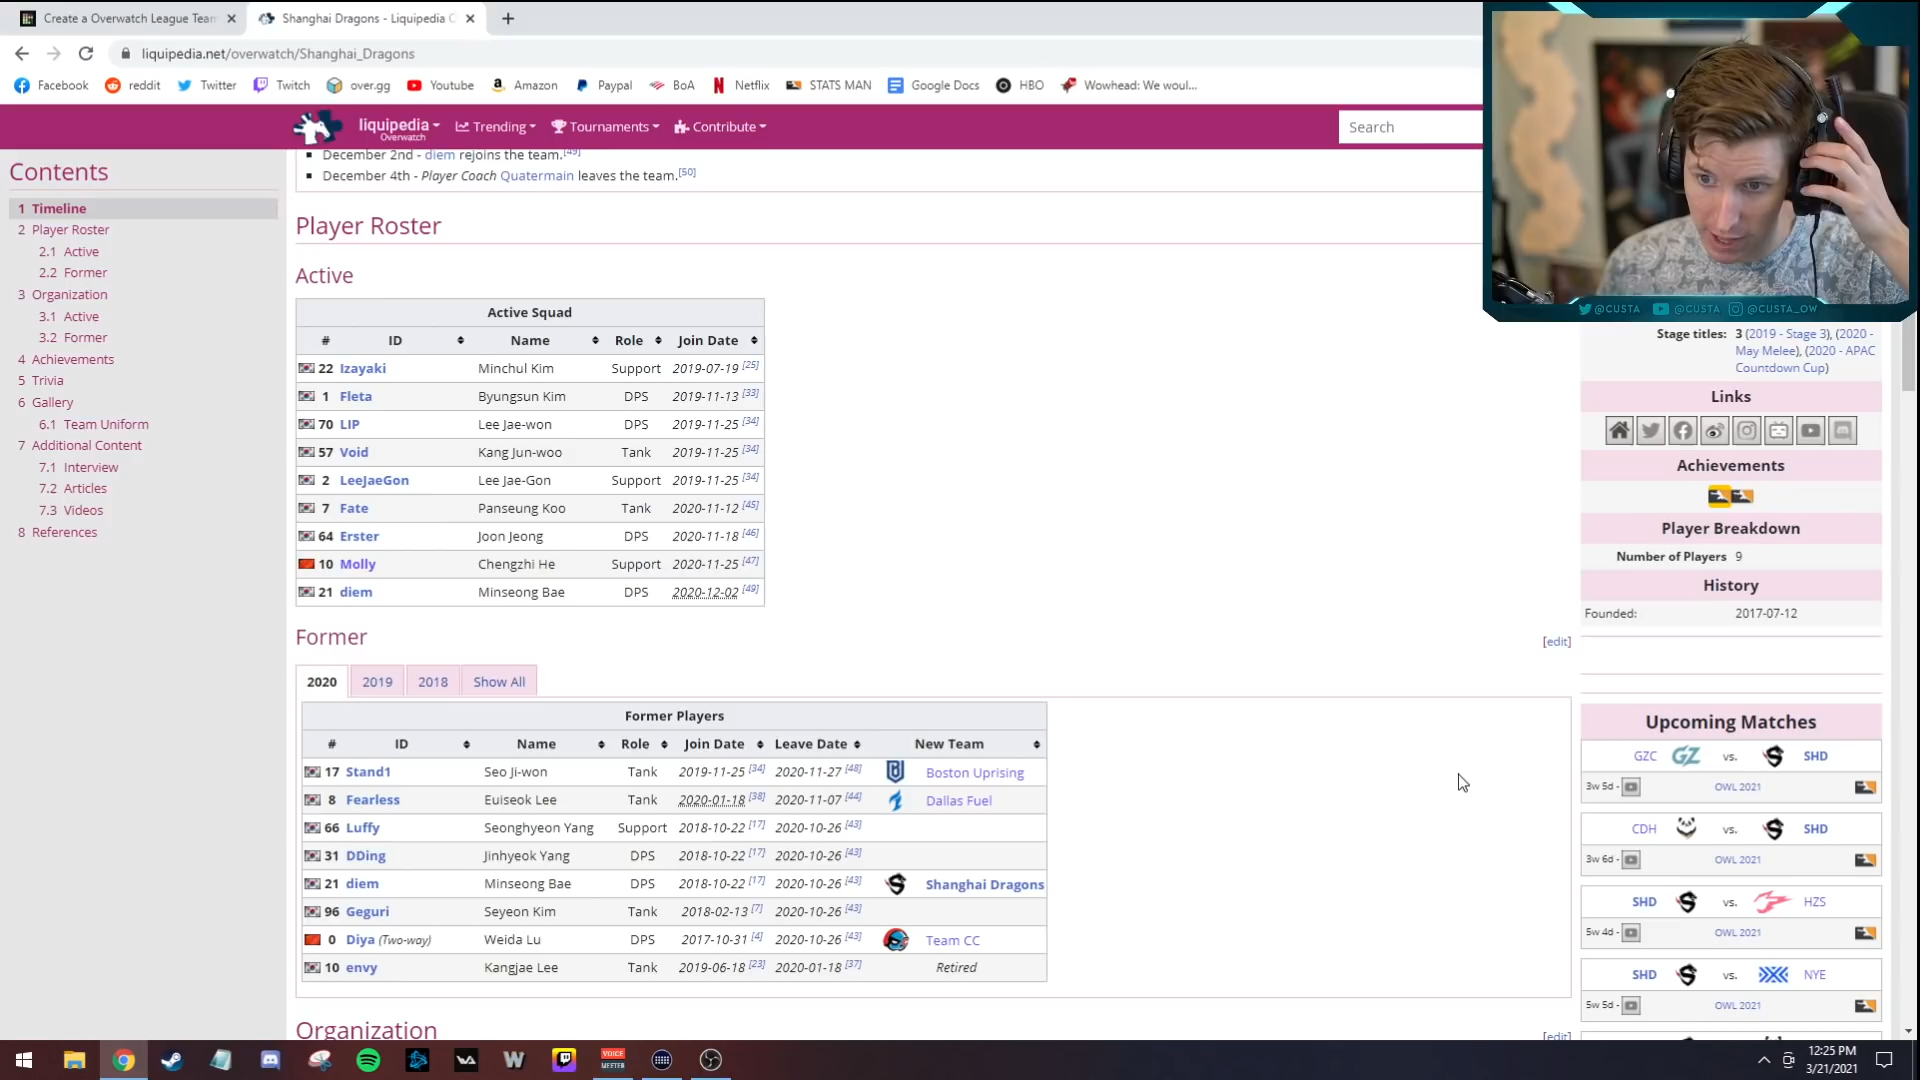 Create a Overwatch League Team
Shanghai Dragons - Liquipedia
liquipedia.net/overwatch/Shanghai_Dragons
Facebook reddit Twitter Twitch over.gg Youtube Amazon Paypal BoA Netflix STATS MAN Google Docs HBO Wowhead: We woul...
liquipedia Overwatch Trending Tournaments Contribute Search
Contents
1 Timeline
2 Player Roster
2.1 Active
2.2 Former
3 Organization
3.1 Active
3.2 Former
4 Achievements
5 Trivia
6 Gallery
6.1 Team Uniform
7 Additional Content
7.1 Interview
7.2 Articles
7.3 Videos
8 References
December 2nd - diem rejoins the team.[49]
December 4th - Player Coach Quatermain leaves the team.[50]
Player Roster
Active
Active Squad
# ID Name Role Join Date
22 Izayaki Minchul Kim Support 2019-07-19 [25]
1 Fleta Byungsun Kim DPS 2019-11-13 [33]
70 LIP Lee Jae-won DPS 2019-11-25 [34]
57 Void Kang Jun-woo Tank 2019-11-25 [34]
2 LeeJaeGon Lee Jae-Gon Support 2019-11-25 [34]
7 Fate Panseung Koo Tank 2020-11-12 [45]
64 Erster Joon Jeong DPS 2020-11-18 [46]
10 Molly Chengzhi He Support 2020-11-25 [47]
21 diem Minseong Bae DPS 2020-12-02 [49]
Former
[edit]
2020 2019 2018 Show All
Former Players
# ID Name Role Join Date Leave Date New Team
17 Stand1 Seo Ji-won Tank 2019-11-25 [34] 2020-11-27 [48] Boston Uprising
8 Fearless Euiseok Lee Tank 2020-01-18 [38] 2020-11-07 [44] Dallas Fuel
66 Luffy Seonghyeon Yang Support 2018-10-22 [17] 2020-10-26 [43]
31 DDing Jinhyeok Yang DPS 2018-10-22 [17] 2020-10-26 [43]
21 diem Minseong Bae DPS 2018-10-22 [17] 2020-10-26 [43] Shanghai Dragons
96 Geguri Seyeon Kim Tank 2018-02-13 [7] 2020-10-26 [43]
0 Diya (Two-way) Weida Lu DPS 2017-10-31 [4] 2020-10-26 [43] Team CC
10 envy Kangjae Lee Tank 2019-06-18 [23] 2020-01-18 [37] Retired
Organization
[edit]
@CUSTA @CUSTA @CUSTA_OW
Stage titles: 3 (2019 - Stage 3), (2020 -
May Melee), (2020 - APAC
Countdown Cup)
Links
Achievements
Player Breakdown
Number of Players 9
History
Founded: 2017-07-12
Upcoming Matches
GZC GZ vs. SHD
3w 5d - OWL 2021
CDH vs. SHD
3w 6d - OWL 2021
SHD vs. HZS
5w 4d - OWL 2021
SHD vs. NYE
5w 5d - OWL 2021
VOICE MEETER
12:25 PM
3/21/2021